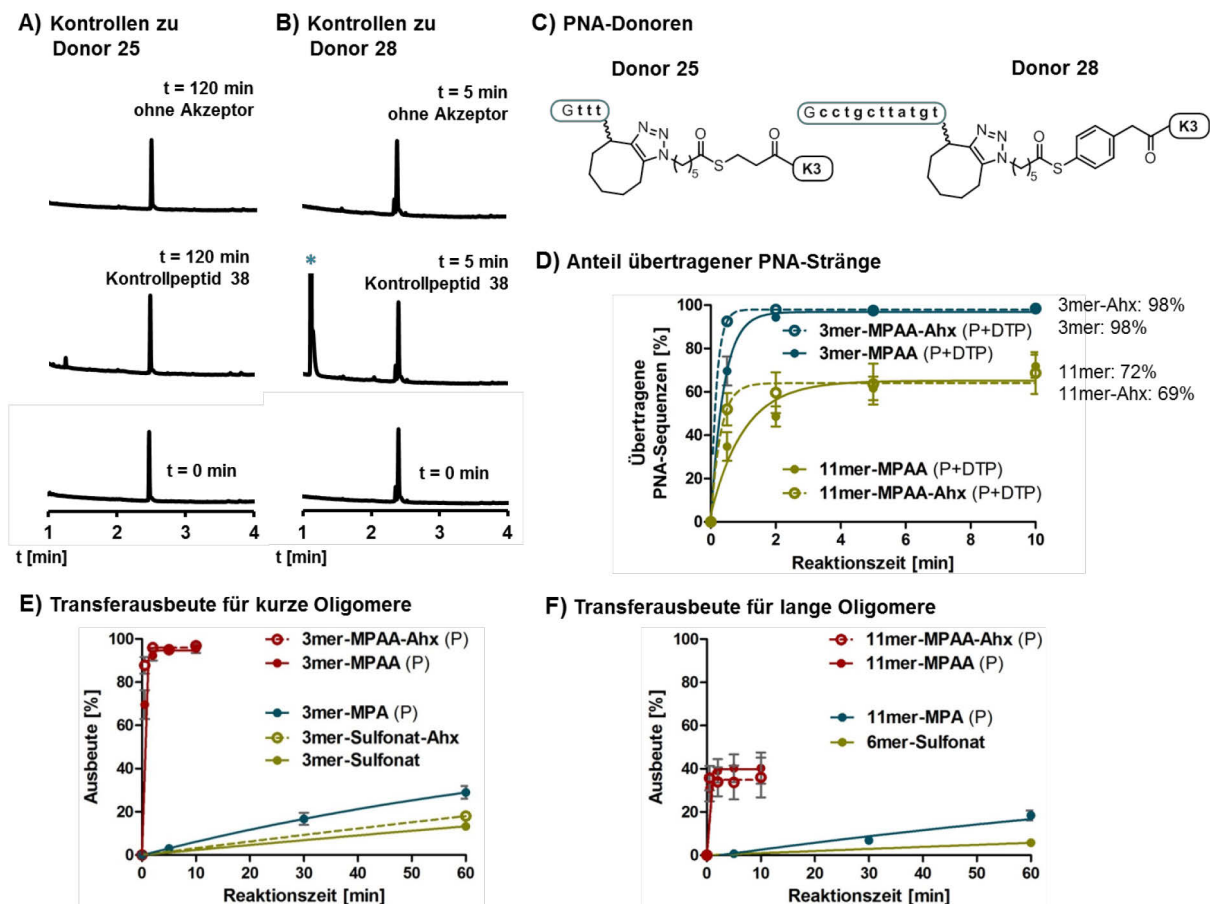 A) Kontrollen zu
Donor 25
t = 120 min
ohne Akzeptor
t = 120 min
Kontrollpeptid 38
t = 0 min
1 2 3 4
t [min]
B) Kontrollen zu
Donor 28
t = 5 min
ohne Akzeptor
*
t = 5 min
Kontrollpeptid 38
t = 0 min
1 2 3 4
C) PNA-Donoren
Donor 25
Donor 28
G t t t
N N
N
5
O
S
O
K3
G c c t g c t t a t g t
N N
N
5
O
S
O
K3
D) Anteil übertragener PNA-Stränge
Übertragene
PNA-Sequenzen [%]
100
80
60
40
20
0
3mer-MPAA-Ahx (P+DTP)
3mer-MPAA (P+DTP)
11mer-MPAA (P+DTP)
11mer-MPAA-Ahx (P+DTP)
3mer-Ahx: 98%
3mer: 98%
11mer: 72%
11mer-Ahx: 69%
0 2 4 6 8 10
Reaktionszeit [min]
E) Transferausbeute für kurze Oligomere
Ausbeute [%]
100
80
60
40
20
0
3mer-MPAA-Ahx (P)
3mer-MPAA (P)
3mer-MPA (P)
3mer-Sulfonat-Ahx
3mer-Sulfonat
0 10 20 30 40 50 60
Reaktionszeit [min]
F) Transferausbeute für lange Oligomere
Ausbeute [%]
100
80
60
40
20
0
11mer-MPAA-Ahx (P)
11mer-MPAA (P)
11mer-MPA (P)
6mer-Sulfonat
0 10 20 30 40 50 60
Reaktionszeit [min]